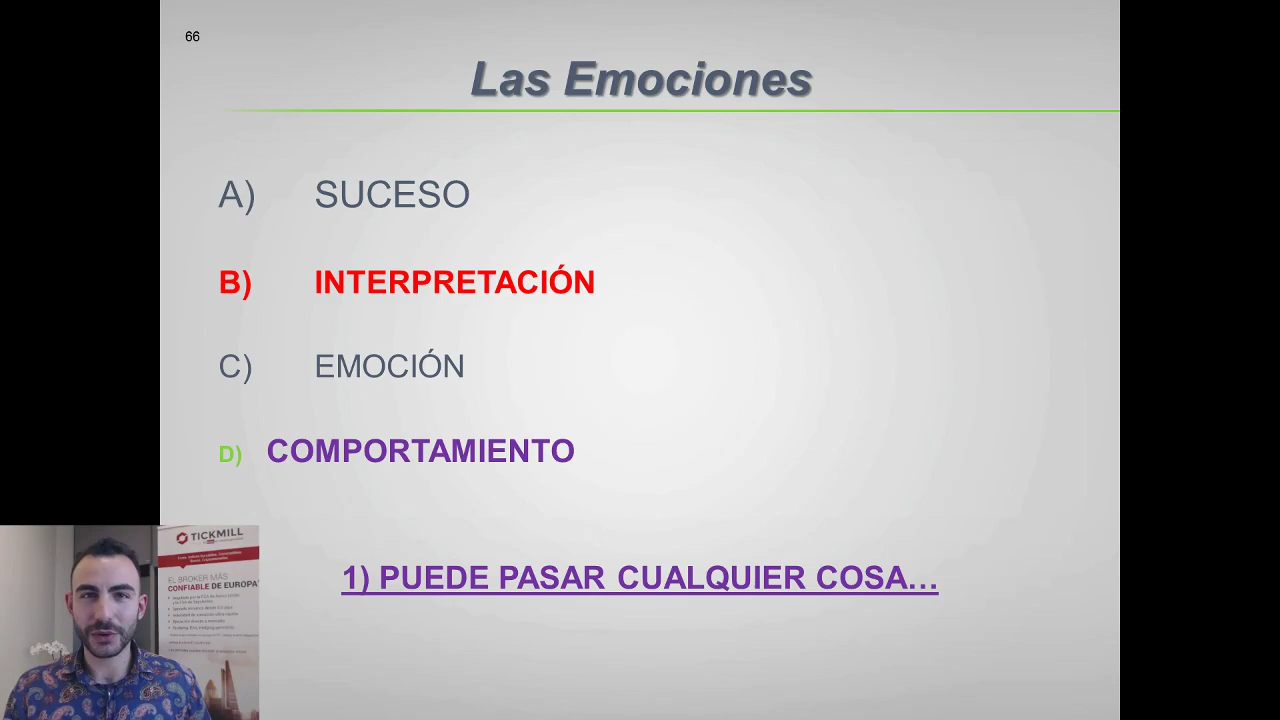 66
Las Emociones
A) SUCESO
B) INTERPRETACIÓN
C) EMOCIÓN
D) COMPORTAMIENTO
1) PUEDE PASAR CUALQUIER COSA…
TICKMILL
EL BROKER MÁS
CONFIABLE DE EUROPA